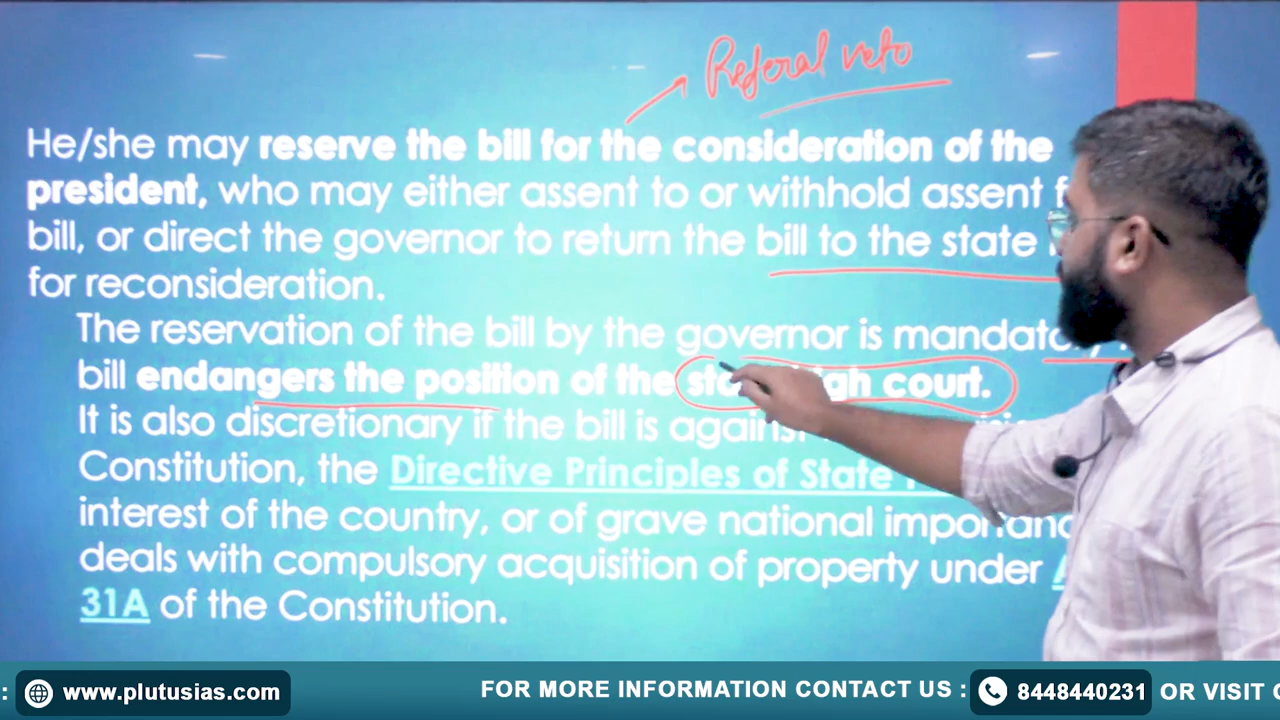 Referal veto
He/she may reserve the bill for the consideration of the
president, who may either assent to or withhold assent
bill, or direct the governor to return the bill to the state
for reconsideration.
The reservation of the bill by the governor is mandatory
bill endangers the position of the high court.
It is also discretionary if the bill is against
Constitution, the Directive Principles of State
interest of the country, or of grave national
deals with compulsory acquisition of property under
31A of the Constitution.
: www.plutusias.com FOR MORE INFORMATION CONTACT US : 8448440231 OR VISIT